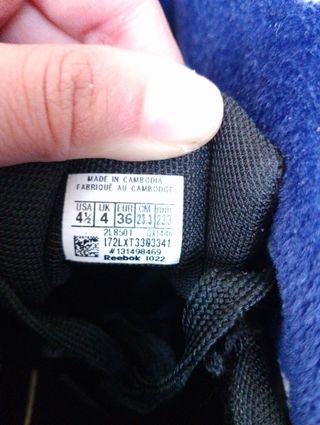 MADE IN CAMBODIA
FABRIQUÉ AU CAMBODGE
USA UK EUR CM mm
4½ 4 36 23.3 233
2L8501 GX1446
172LXT3303341
#131498469
Reebok 1022